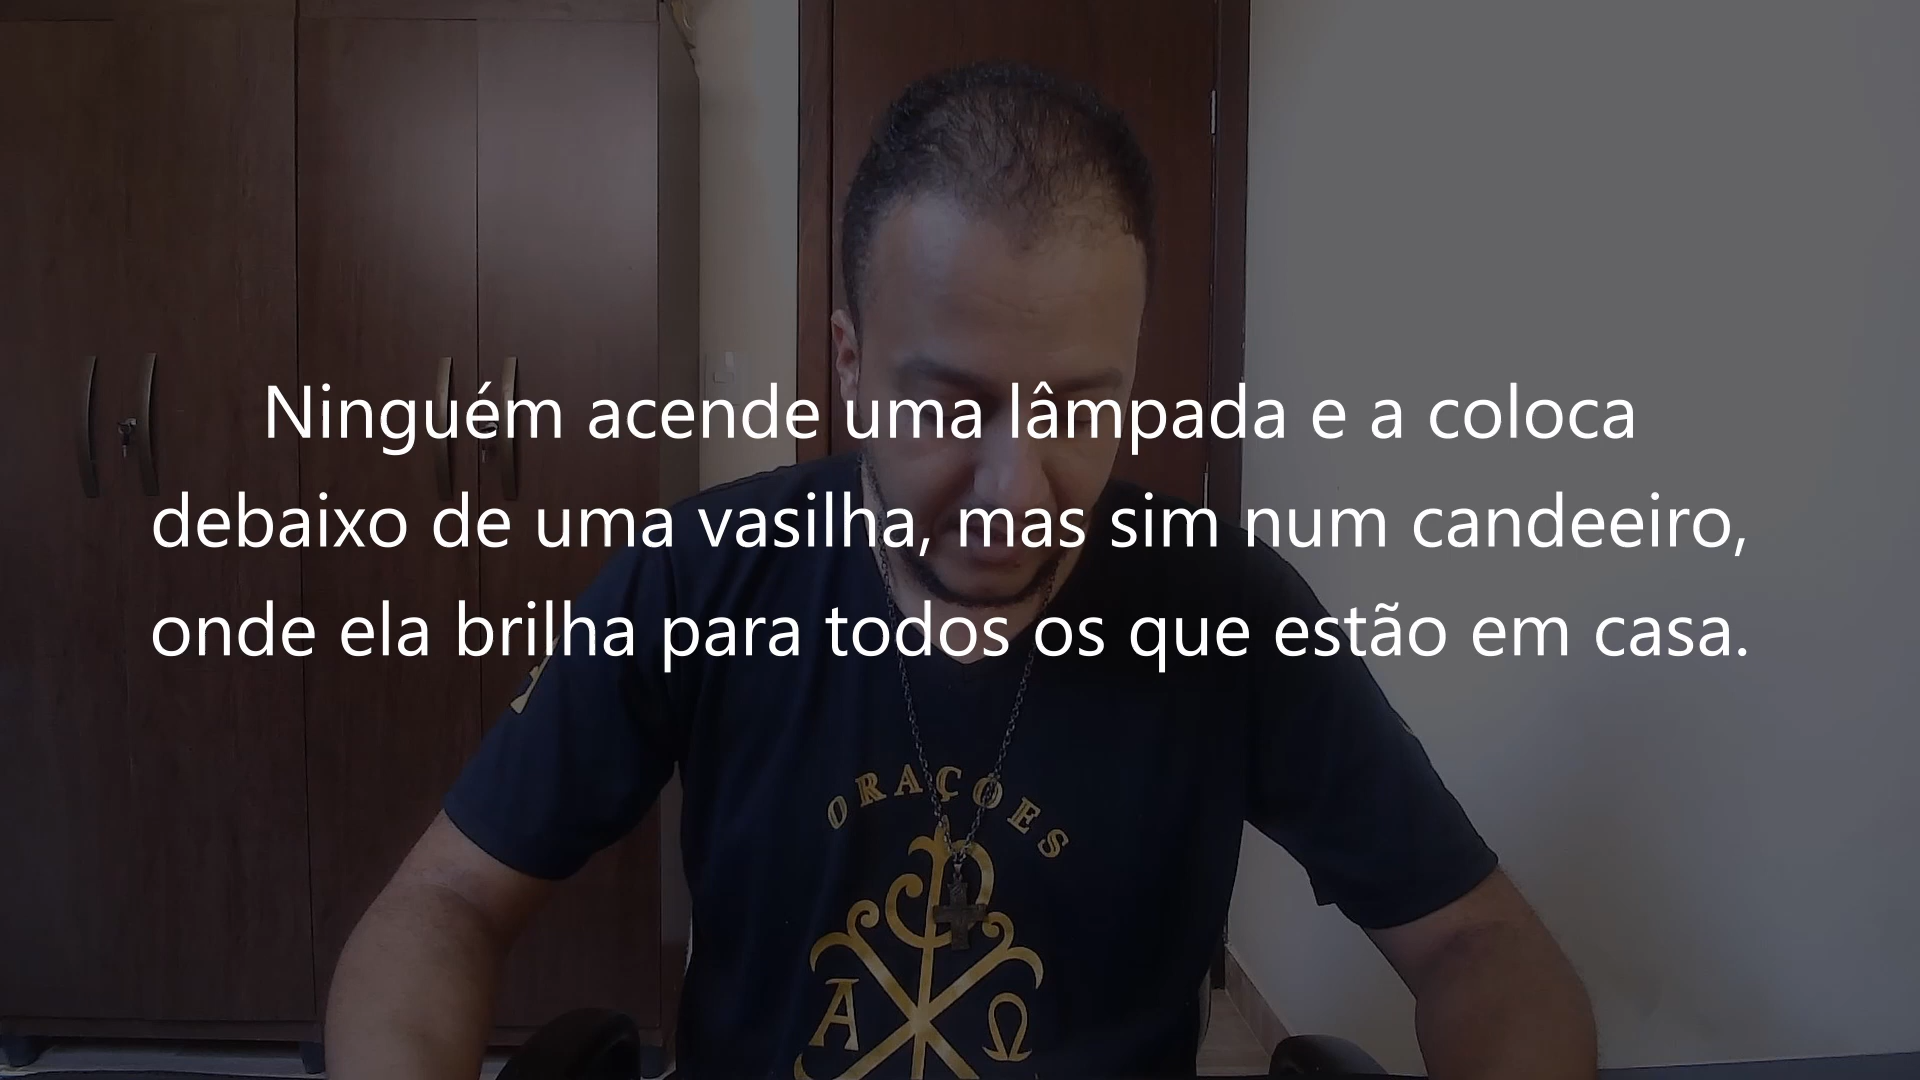 Ninguém acende uma lâmpada e a coloca
debaixo de uma vasilha, mas sim num candeeiro,
onde ela brilha para todos os que estão em casa.
ORAÇOES
A Ω